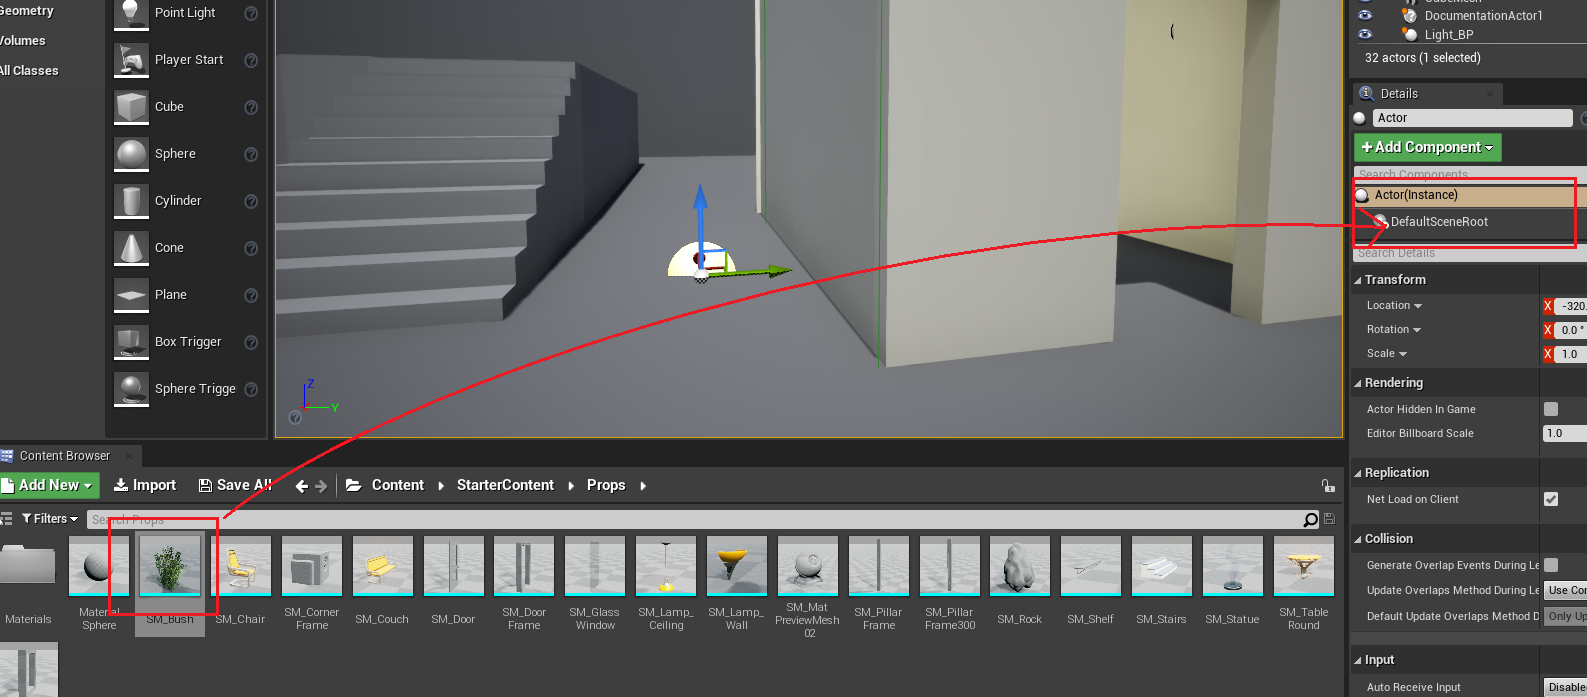 Geometry
Volumes
All Classes
Point Light
Player Start
Cube
Sphere
Cylinder
Cone
Plane
Box Trigger
Sphere Trigge
Z
Y
DocumentationActor1
Light_BP
32 actors (1 selected)
Details
Actor
+Add Component
Search Components
Actor(Instance)
DefaultSceneRoot
Search Details
Transform
Location
X
-320.
Rotation
X
0.0 °
Scale
X
1.0
Rendering
Actor Hidden In Game
Editor Billboard Scale
1.0
Replication
Net Load on Client
Collision
Generate Overlap Events During Le
Update Overlaps Method During Le
Use Con
Default Update Overlaps Method D
Only Up
Input
Auto Receive Input
Disable
Content Browser
Add New
Import
Save All
Content
StarterContent
Props
Filters
Search Props
Materials
Material
Sphere
SM_Bush
SM_Chair
SM_Corner
Frame
SM_Couch
SM_Door
SM_Door
Frame
SM_Glass
Window
SM_Lamp_
Ceiling
SM_Lamp_
Wall
SM_Mat
PreviewMesh
02
SM_Pillar
Frame
SM_Pillar
Frame300
SM_Rock
SM_Shelf
SM_Stairs
SM_Statue
SM_Table
Round